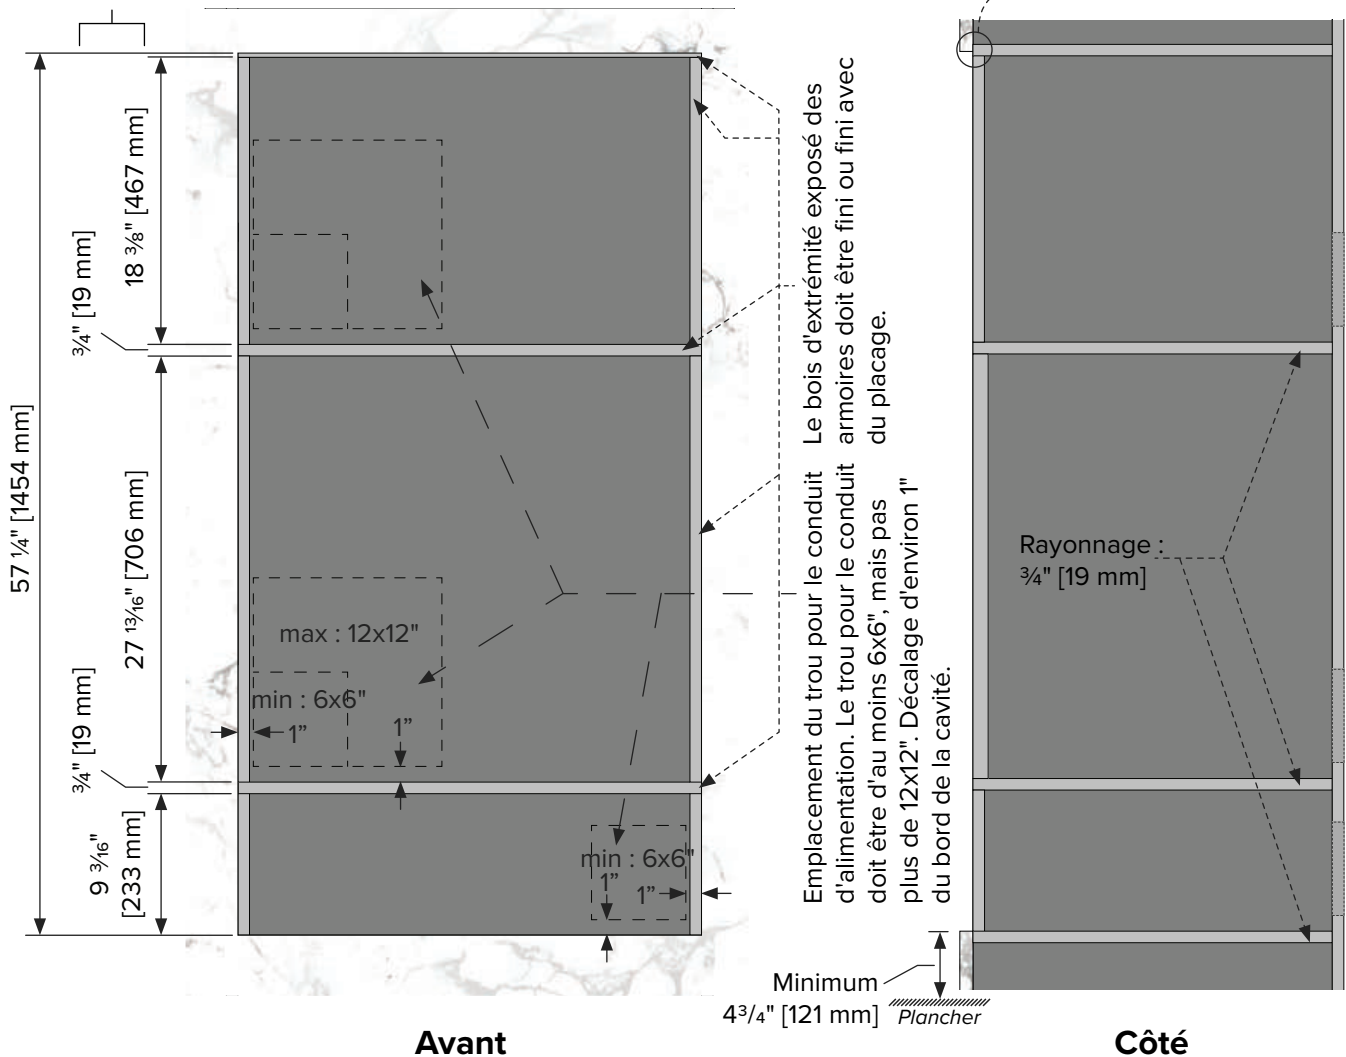 18 ⅜" [467 mm]
¾" [19 mm]
57 ¼" [1454 mm]
27 ¹³⁄₁₆" [706 mm]
¾" [19 mm]
9 ³⁄₁₆"
[233 mm]
max : 12x12"
min : 6x6"
1”
1”
min : 6x6"
1”
1”
Le bois d'extrémité exposé des
armoires doit être fini ou fini avec
du placage.
Emplacement du trou pour le conduit
d'alimentation. Le trou pour le conduit
doit être d'au moins 6x6", mais pas
plus de 12x12". Décalage d'environ 1"
du bord de la cavité.
Rayonnage :
¾" [19 mm]
Minimum
4³/₄" [121 mm]
Plancher
Avant
Côté